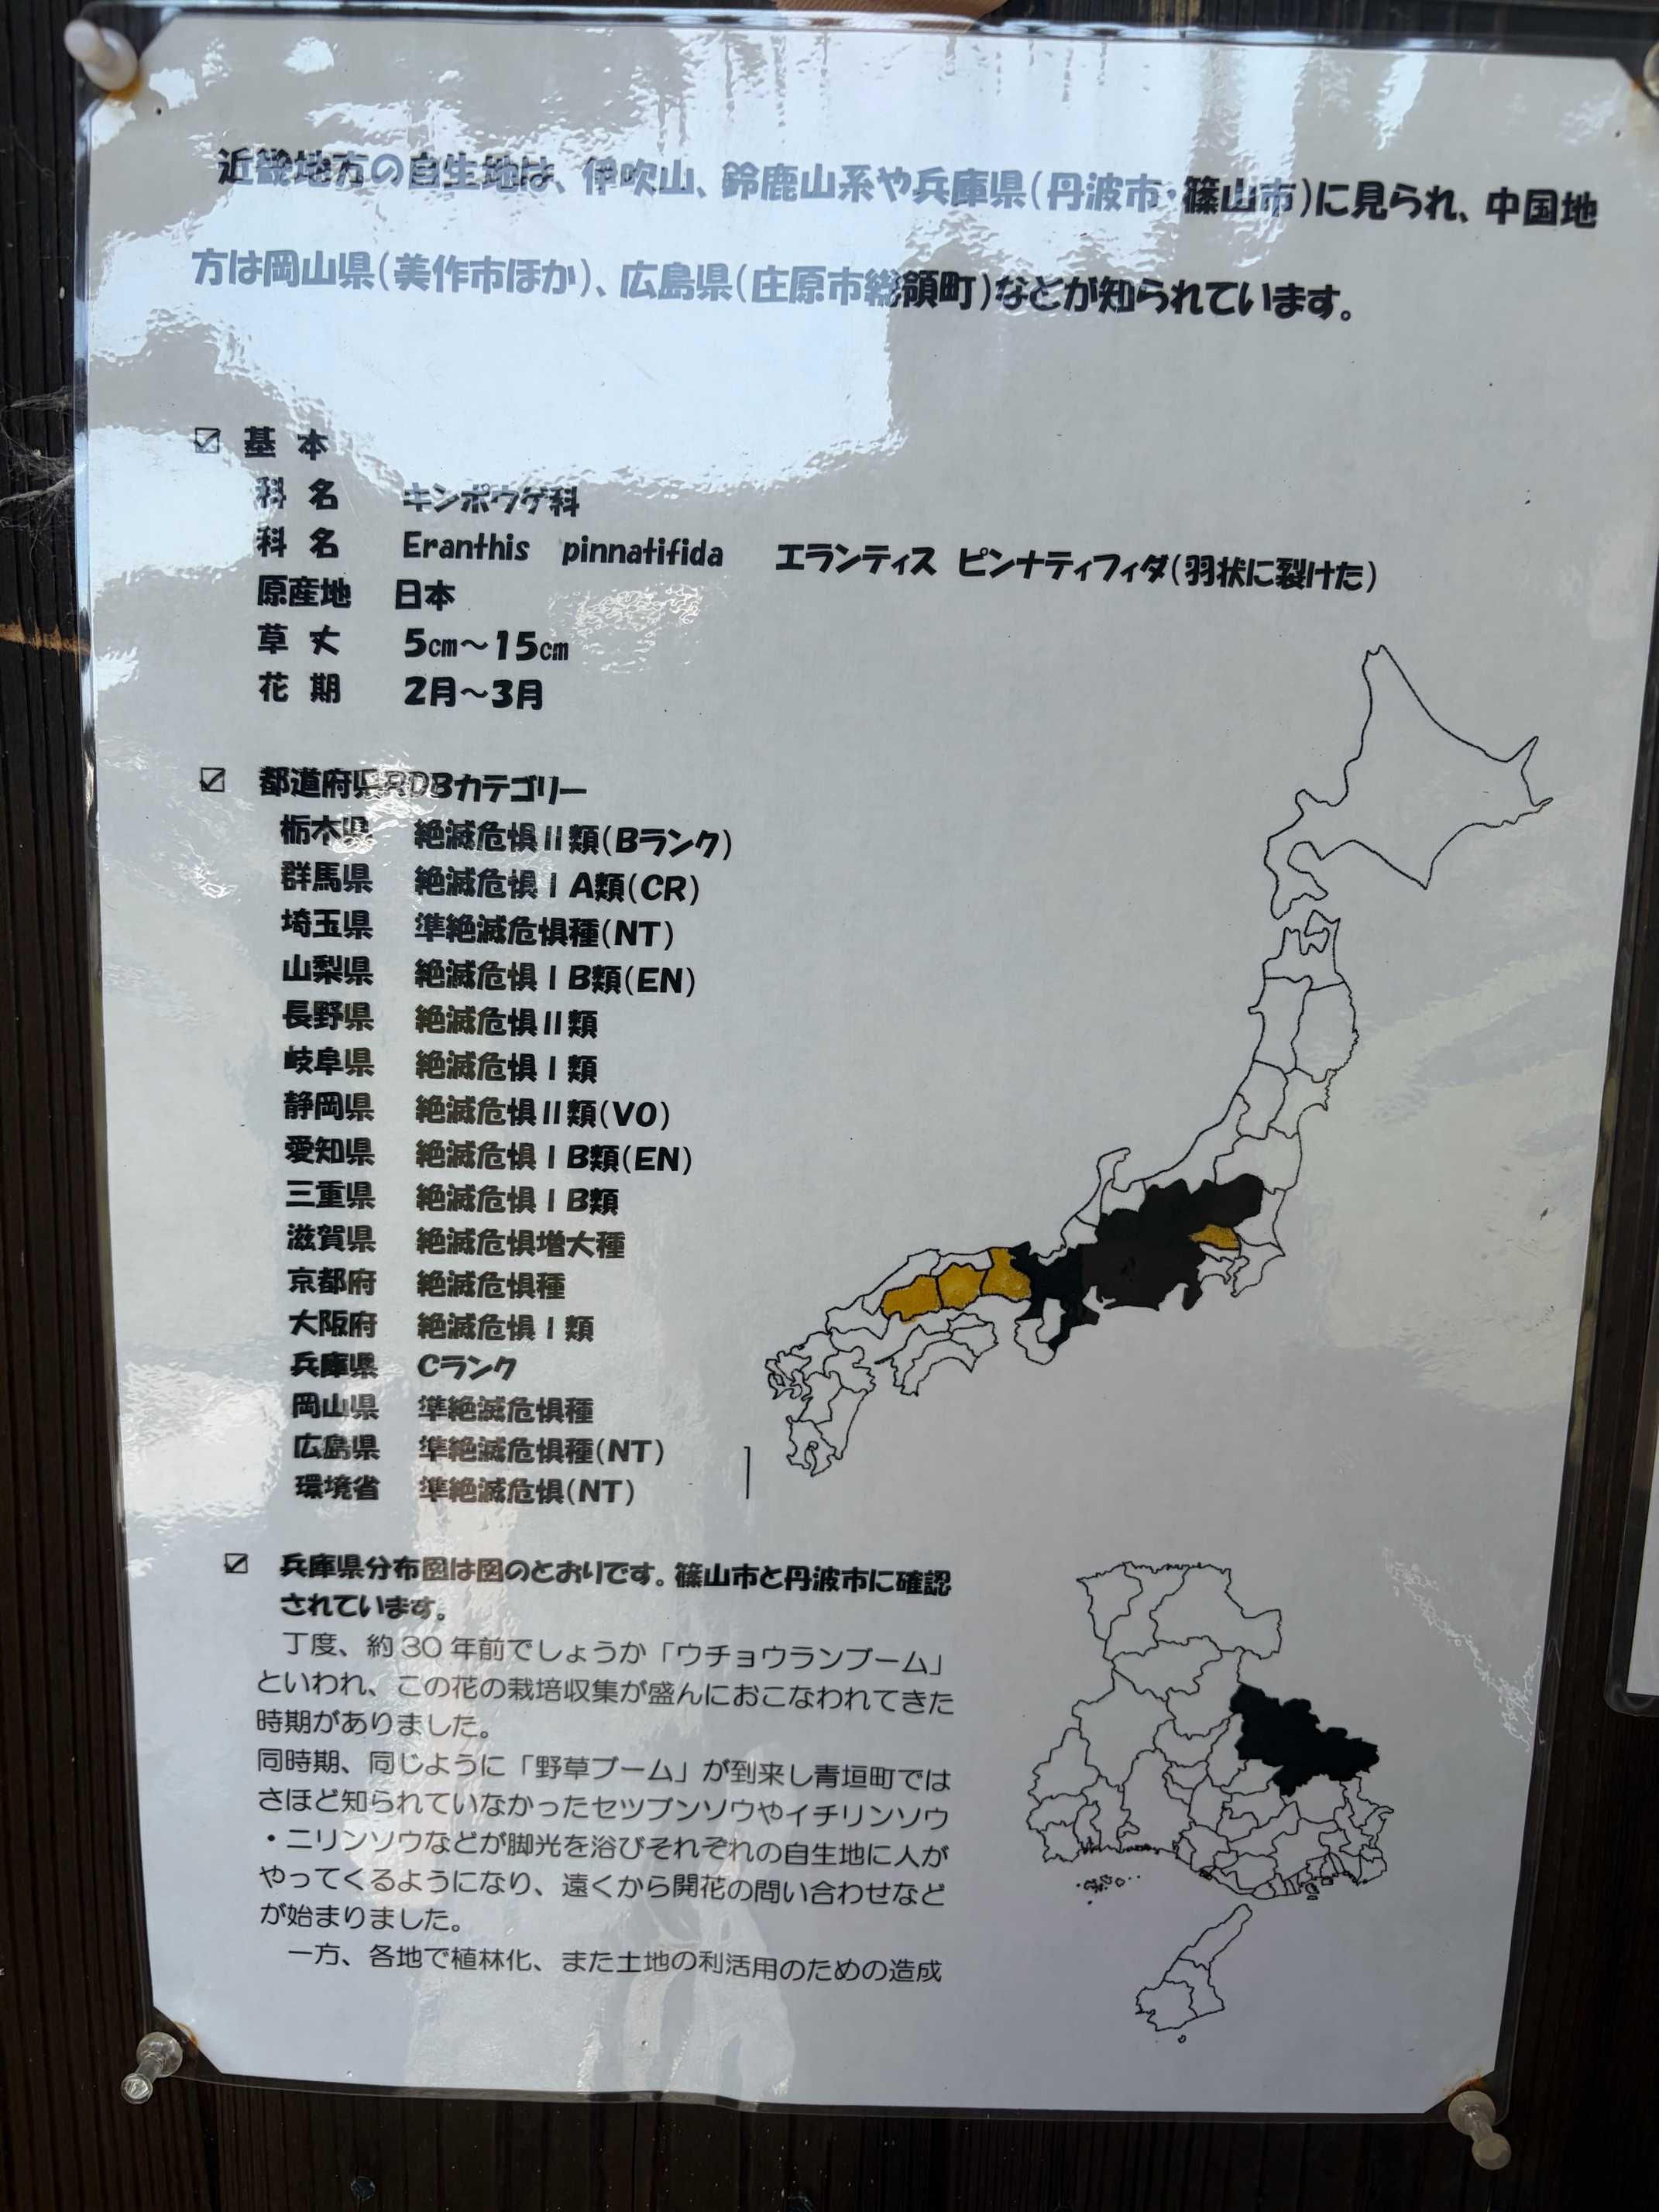 近畿地方の自生地は、伊吹山、鈴鹿山系や兵庫県(丹波市・篠山市)に見られ、中国地
方は岡山県(美作市ほか)、広島県(庄原市総領町)などが知られています。
☑ 基 本
科 名 キンポウゲ科
科 名 Eranthis pinnatifida エランティス ピンナティフィダ(羽状に裂けた)
原産地 日本
草 丈 5㎝～15㎝
花 期 2月～3月
☑ 都道府県RDBカテゴリー
栃木県 絶滅危惧Ⅱ類(Bランク)
群馬県 絶滅危惧ⅠA類(CR)
埼玉県 準絶滅危惧種(NT)
山梨県 絶滅危惧ⅠB類(EN)
長野県 絶滅危惧Ⅱ類
岐阜県 絶滅危惧Ⅰ類
静岡県 絶滅危惧Ⅱ類(VO)
愛知県 絶滅危惧ⅠB類(EN)
三重県 絶滅危惧ⅠB類
滋賀県 絶滅危惧増大種
京都府 絶滅危惧種
大阪府 絶滅危惧Ⅰ類
兵庫県 Cランク
岡山県 準絶滅危惧種
広島県 準絶滅危惧種(NT)
環境省 準絶滅危惧(NT)
☑ 兵庫県分布図は図のとおりです。篠山市と丹波市に確認
されています。
丁度、約30年前でしょうか「ウチョウランブーム」
といわれ、この花の栽培収集が盛んにおこなわれてきた
時期がありました。
同時期、同じように「野草ブーム」が到来し青垣町では
さほど知られていなかったセツブンソウやイチリンソウ
・ニリンソウなどが脚光を浴びそれぞれの自生地に人が
やってくるようになり、遠くから開花の問い合わせなど
が始まりました。
一方、各地で植林化、また土地の利活用のための造成